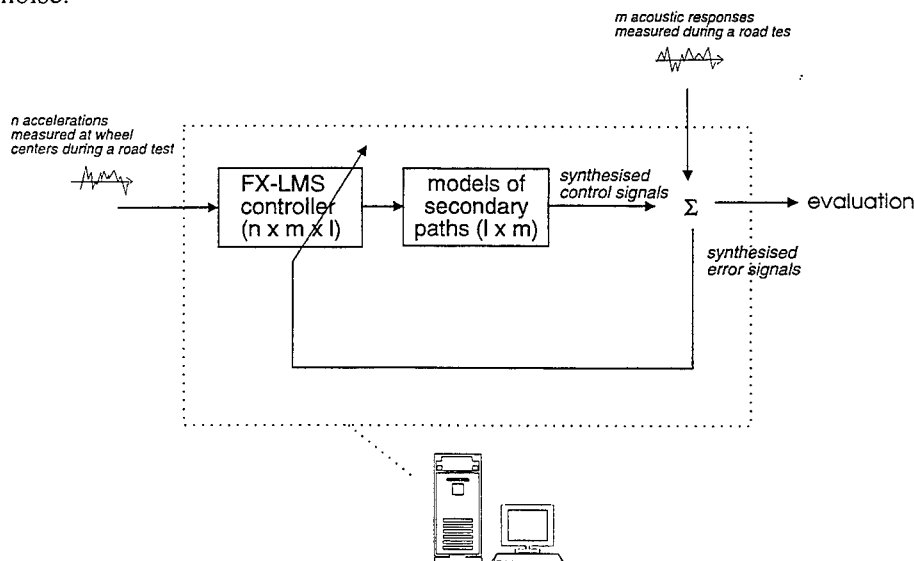 noise.
m acoustic responses
measured during a road tes
n accelerations
measured at wheel
centers during a road test
FX-LMS
controller
(n x m x l)
models of
secondary
paths (l x m)
synthesised
control signals
Σ
evaluation
synthesised
error signals